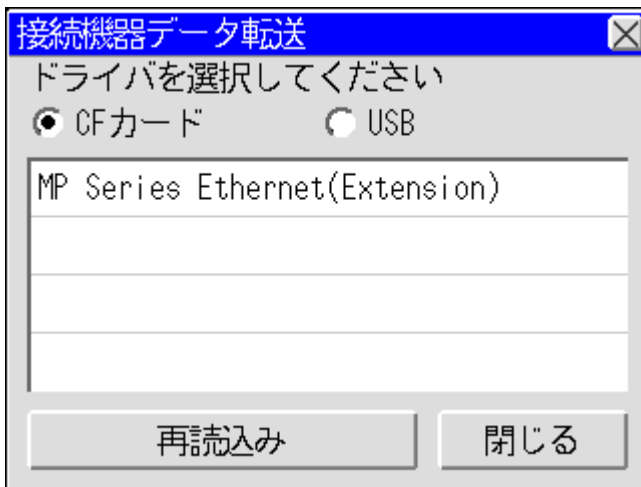 接続機器データ転送
ドライバを選択してください
CFカード USB
MP Series Ethernet(Extension)
再読込み 閉じる